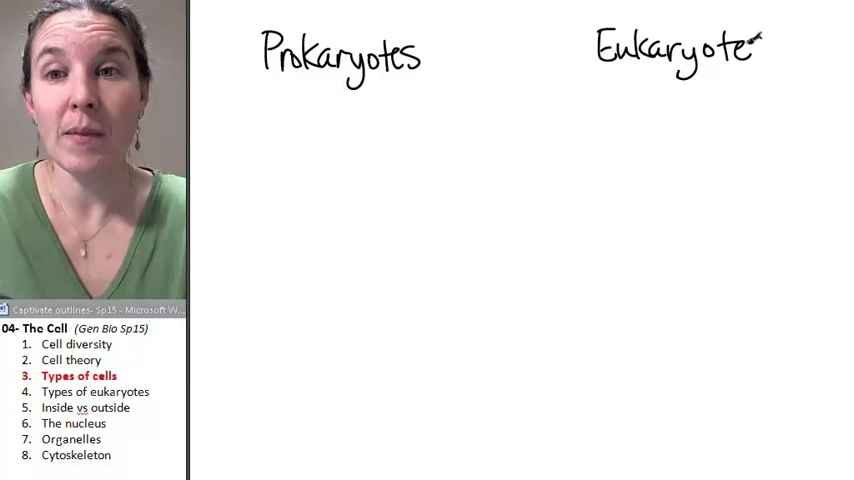 Prokaryotes
Eukaryote
Captivate outlines- Sp15 - Microsoft W...
04- The Cell (Gen Bio Sp15)
1. Cell diversity
2. Cell theory
3. Types of cells
4. Types of eukaryotes
5. Inside vs outside
6. The nucleus
7. Organelles
8. Cytoskeleton